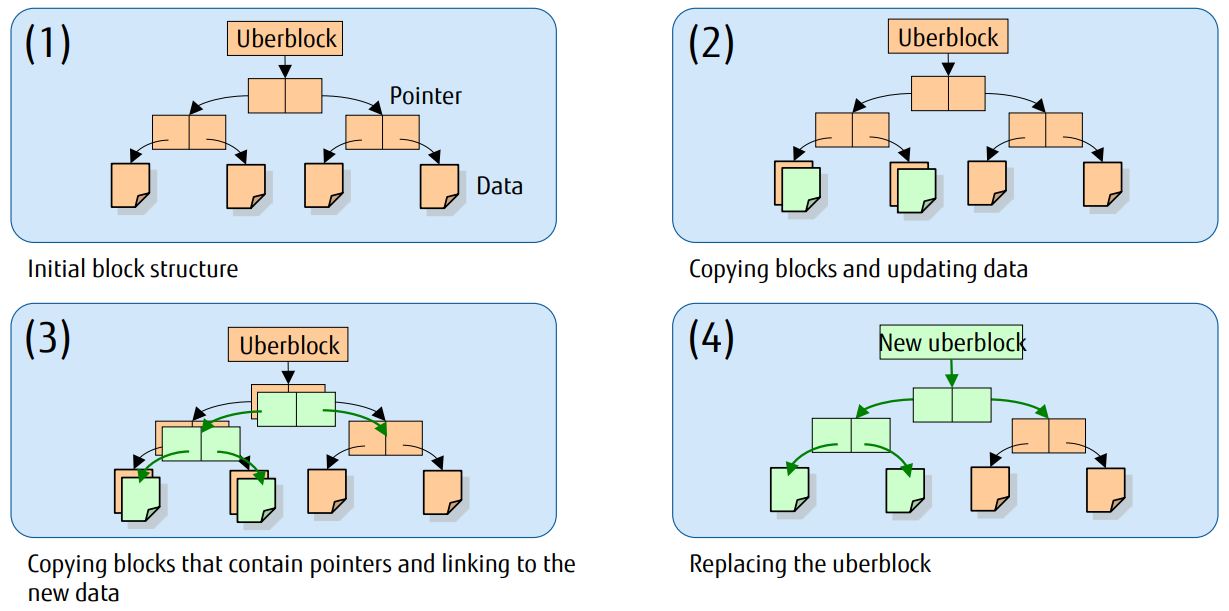 (1)
Uberblock
Pointer
Data
Initial block structure
(2)
Uberblock
Copying blocks and updating data
(3)
Uberblock
Copying blocks that contain pointers and linking to the
new data
(4)
New uberblock
Replacing the uberblock